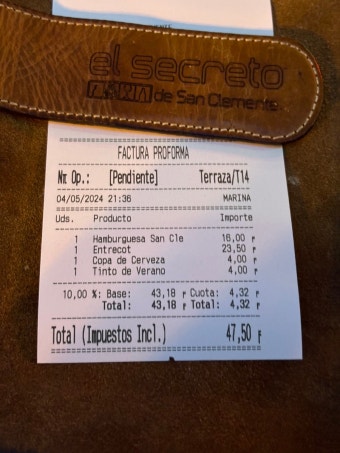 el secreto
de San Clemente
FACTURA PROFORMA
Nº Op.: [Pendiente] Terraza/T14
04/05/2024 21:36 MARINA
Uds. Producto Importe
1 Hamburguesa San Cle 16,00
1 Entrecot 23,50
1 Copa de Cerveza 4,00
1 Tinto de Verano 4,00
10,00 %: Base: 43,18 Cuota: 4,32
Total: 43,18 Total: 4,32
Total (Impuestos Incl.) 47,50